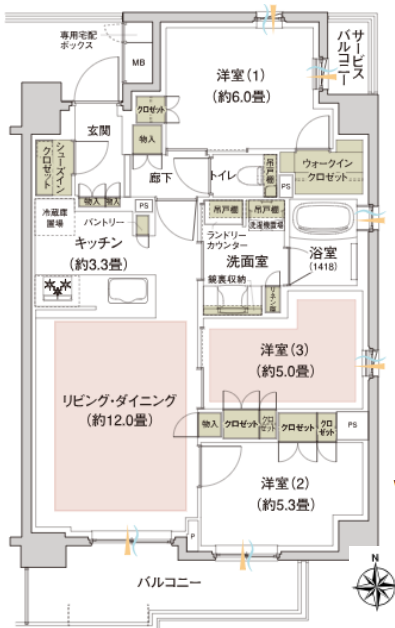 専用宅配
ボックス
MB
洋室(1)
(約6.0畳)
サービス
バルコニー
玄関
クロゼット
物入
シューズイン
クロゼット
廊下
トイレ
吊戸棚
ウォークイン
クロゼット
PS
物入
物入
PS
冷蔵庫
置場
パントリー
キッチン
(約3.3畳)
吊戸棚
吊戸棚
洗濯機置場
ランドリー
カウンター
洗面室
鏡裏収納
リネン庫
浴室
(1418)
洋室(3)
(約5.0畳)
リビング・ダイニング
(約12.0畳)
物入
クロゼット
クロゼット
クロゼット
クロゼット
PS
洋室(2)
(約5.3畳)
P
バルコニー
N